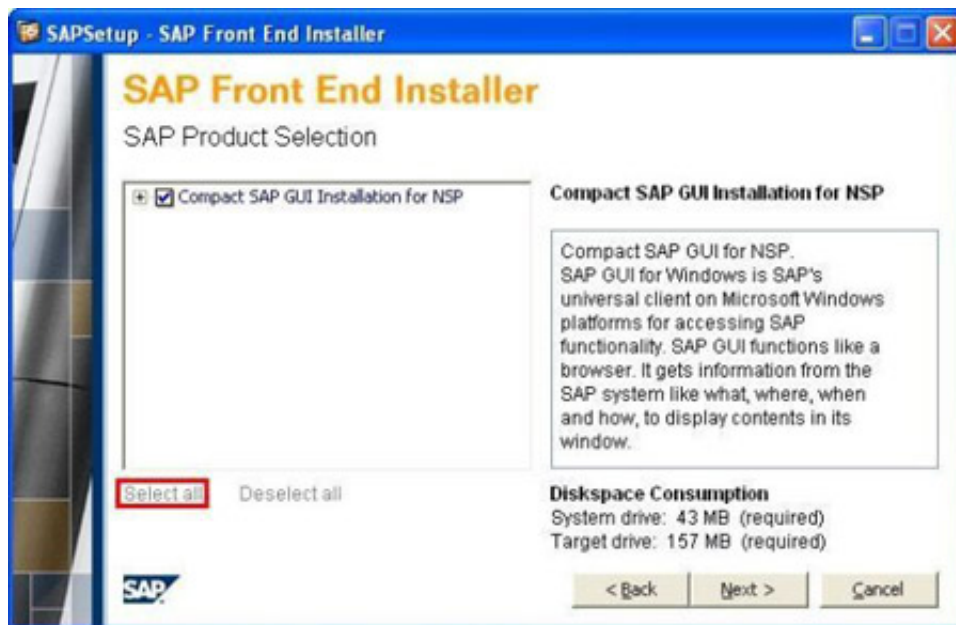 SAPSetup - SAP Front End Installer
SAP Front End Installer
SAP Product Selection
Compact SAP GUI Installation for NSP
Select all
Deselect all
Compact SAP GUI Installation for NSP
Compact SAP GUI for NSP.
SAP GUI for Windows is SAP's
universal client on Microsoft Windows
platforms for accessing SAP
functionality. SAP GUI functions like a
browser. It gets information from the
SAP system like what, where, when
and how, to display contents in its
window.
Diskspace Consumption
System drive: 43 MB (required)
Target drive: 157 MB (required)
SAP
< Back
Next >
Cancel